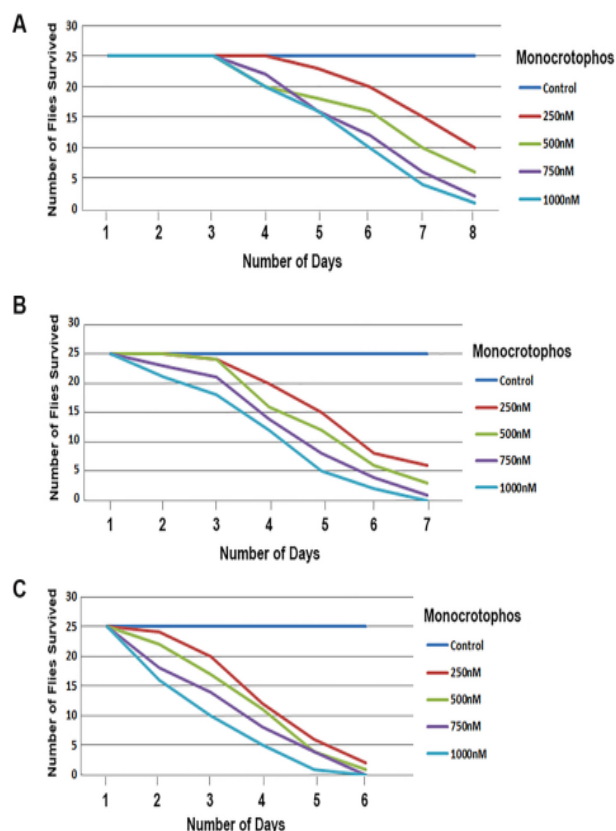 A
30
25
20
15
10
5
0
1 2 3 4 5 6 7 8
Number of Flies Survived
Number of Days
Monocrotophos
Control
250nM
500nM
750nM
1000nM
B
30
25
20
15
10
5
0
1 2 3 4 5 6 7
Number of Flies Survived
Number of Days
Monocrotophos
Control
250nM
500nM
750nM
1000nM
C
30
25
20
15
10
5
0
1 2 3 4 5 6
Number of Flies Survived
Number of Days
Monocrotophos
Control
250nM
500nM
750nM
1000nM